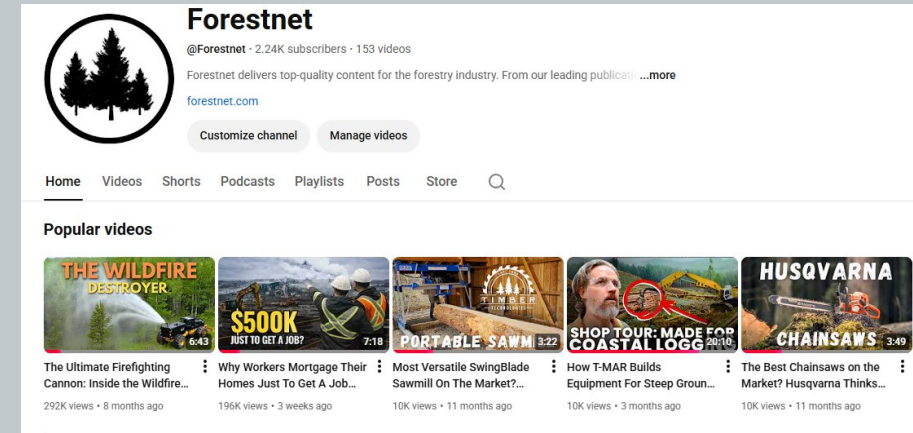 Forestnet
@Forestnet · 2.24K subscribers · 153 videos
Forestnet delivers top-quality content for the forestry industry. From our leading ...more
forestnet.com
Customize channel Manage videos
Home Videos Shorts Podcasts Playlists Posts Store
Popular videos
THE WILDFIRE
DESTROYER
6:43
$500K
JUST TO GET A JOB?
7:18
TIMBER
TECHNOLOGIES
PORTABLE SAWM
3:22
SHOP TOUR: MADE FOR
COASTAL LOGG
20:10
HUSQVARNA
CHAINSAWS
3:49
The Ultimate Firefighting
Cannon: Inside the Wildfire...
292K views • 8 months ago
Why Workers Mortgage Their
Homes Just To Get A Job...
196K views • 3 weeks ago
Most Versatile SwingBlade
Sawmill On The Market?...
10K views • 11 months ago
How T-MAR Builds
Equipment For Steep Groun...
10K views • 3 months ago
The Best Chainsaws on the
Market? Husqvarna Thinks...
10K views • 11 months ago